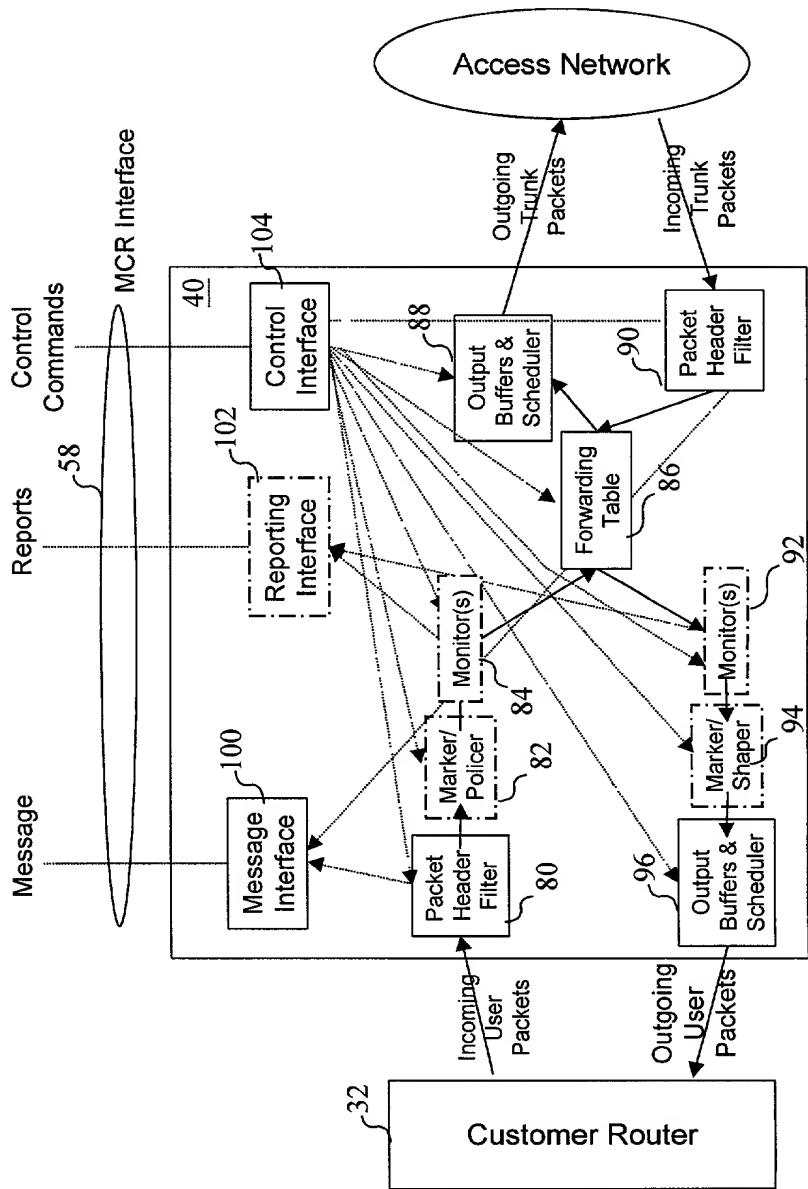 Message
Reports
Control
Commands
58
MCR Interface
40
100
Message
Interface
102
Reporting
Interface
104
Control
Interface
32
Customer Router
Incoming
User
Packets
Packet
Header
Filter
80
Marker/
Policer
82
Monitor(s)
84
Forwarding
Table
86
88
Output
Buffers &
Scheduler
Outgoing
Trunk
Packets
Access Network
Incoming
Trunk
Packets
90
Packet
Header
Filter
92
Monitor(s)
Marker/
Shaper
94
96
Output
Buffers &
Scheduler
Outgoing
User
Packets